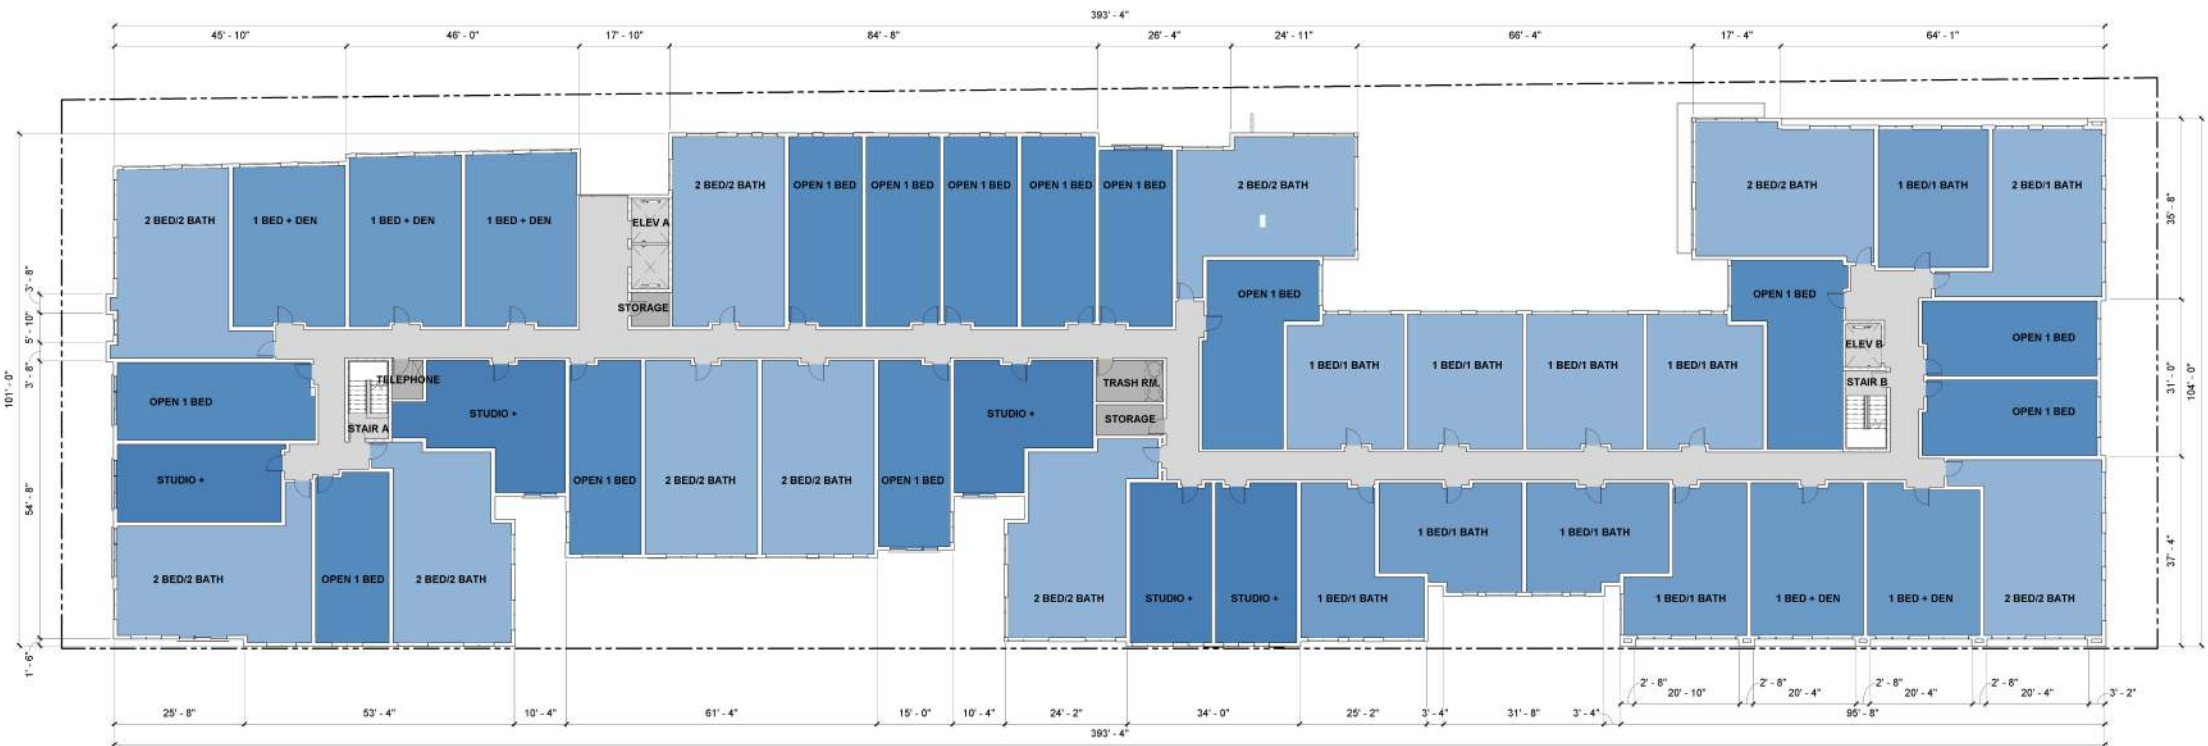 393' - 4"
45' - 10"
46' - 0"
17' - 10"
84' - 8"
26' - 4"
24' - 11"
66' - 4"
17' - 4"
64' - 1"
2 BED/2 BATH
OPEN 1 BED
OPEN 1 BED
OPEN 1 BED
OPEN 1 BED
OPEN 1 BED
2 BED/2 BATH
2 BED/2 BATH
1 BED/1 BATH
2 BED/1 BATH
2 BED/2 BATH
1 BED + DEN
1 BED + DEN
1 BED + DEN
ELEV A
STORAGE
OPEN 1 BED
OPEN 1 BED
35' - 8"
3' - 8"
5' - 10"
3' - 6"
101' - 0"
OPEN 1 BED
ELEV B
1 BED/1 BATH
1 BED/1 BATH
1 BED/1 BATH
1 BED/1 BATH
TELEPHONE
TRASH RM.
STAIR B
31' - 0"
104' - 0"
OPEN 1 BED
STUDIO +
STUDIO +
STORAGE
OPEN 1 BED
STAIR A
STUDIO +
OPEN 1 BED
2 BED/2 BATH
2 BED/2 BATH
OPEN 1 BED
54' - 8"
1 BED/1 BATH
1 BED/1 BATH
37' - 4"
2 BED/2 BATH
OPEN 1 BED
2 BED/2 BATH
2 BED/2 BATH
STUDIO +
STUDIO +
1 BED/1 BATH
1 BED/1 BATH
1 BED + DEN
1 BED + DEN
2 BED/2 BATH
1' - 6"
2' - 8"
20' - 10"
2' - 8"
20' - 4"
2' - 8"
20' - 4"
2' - 8"
20' - 4"
3' - 2"
25' - 8"
53' - 4"
10' - 4"
61' - 4"
15' - 0"
10' - 4"
24' - 2"
34' - 0"
25' - 2"
3' - 4"
31' - 8"
3' - 4"
95' - 8"
393' - 4"